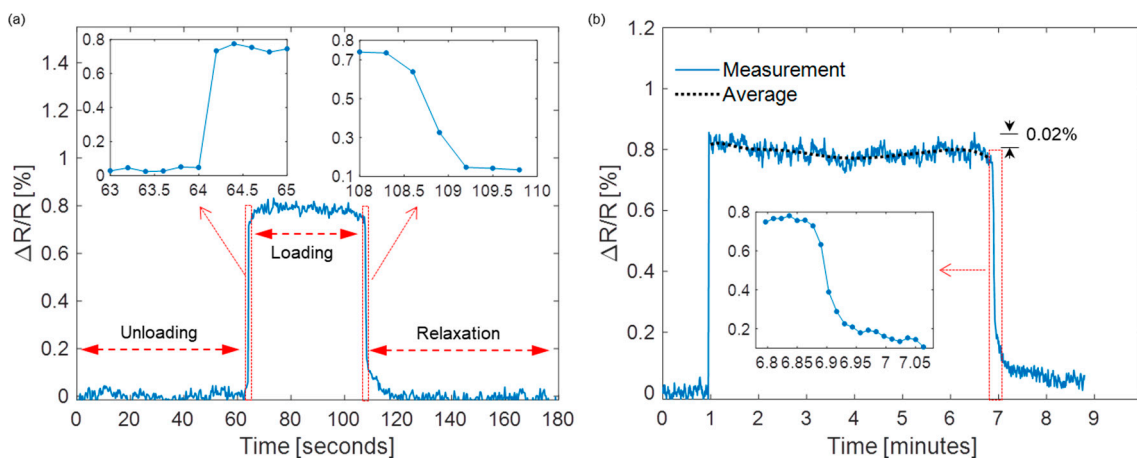 (a)
ΔR/R [%]
1.4
1.2
1
0.8
0.6
0.4
0.2
0
0.8
0.6
0.4
0.2
0
63 63.5 64 64.5 65
0.9
0.7
0.5
0.3
0.1
108 108.5 109 109.5 110
Loading
Unloading
Relaxation
0 20 40 60 80 100 120 140 160 180
Time [seconds]
(b)
ΔR/R [%]
1.2
1
0.8
0.6
0.4
0.2
0
Measurement
Average
0.02%
0.8
0.6
0.4
0.2
6.8 6.85 6.9 6.95 7 7.05
0 1 2 3 4 5 6 7 8 9
Time [minutes]